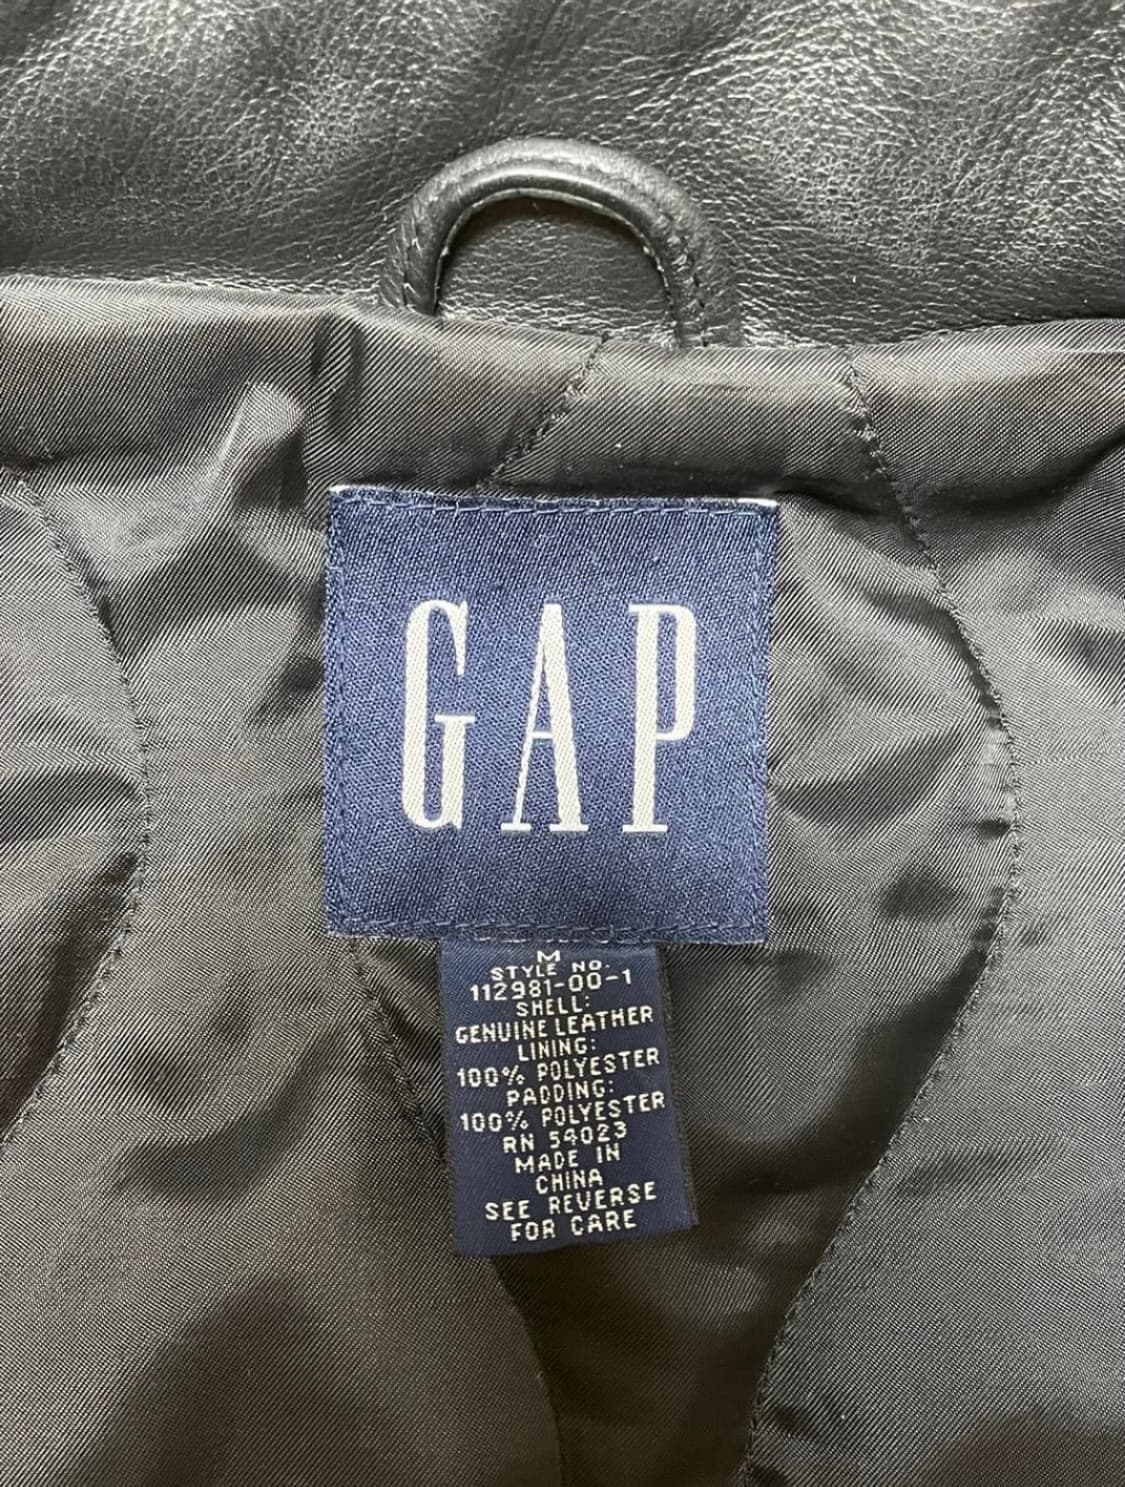 GAP
M
STYLE NO.
112981-00-1
SHELL:
GENUINE LEATHER
LINING:
100% POLYESTER
PADDING:
100% POLYESTER
RN 54023
MADE IN
CHINA
SEE REVERSE
FOR CARE